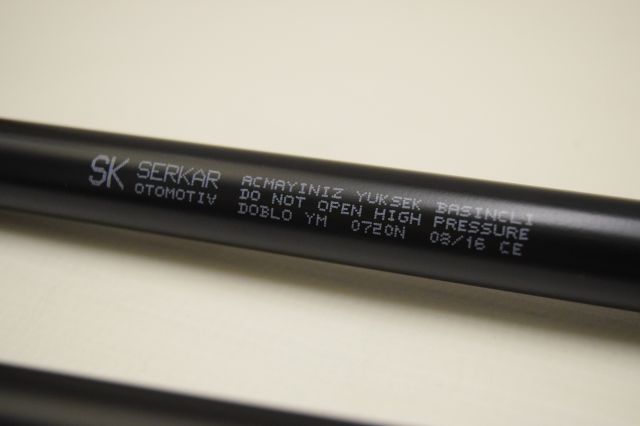 SK SERKAR
OTOMOTIV
ACMAYINIZ YUKSEK BASINCLI
DO NOT OPEN HIGH PRESSURE
DOBLO YM 0720N 08/16 CE